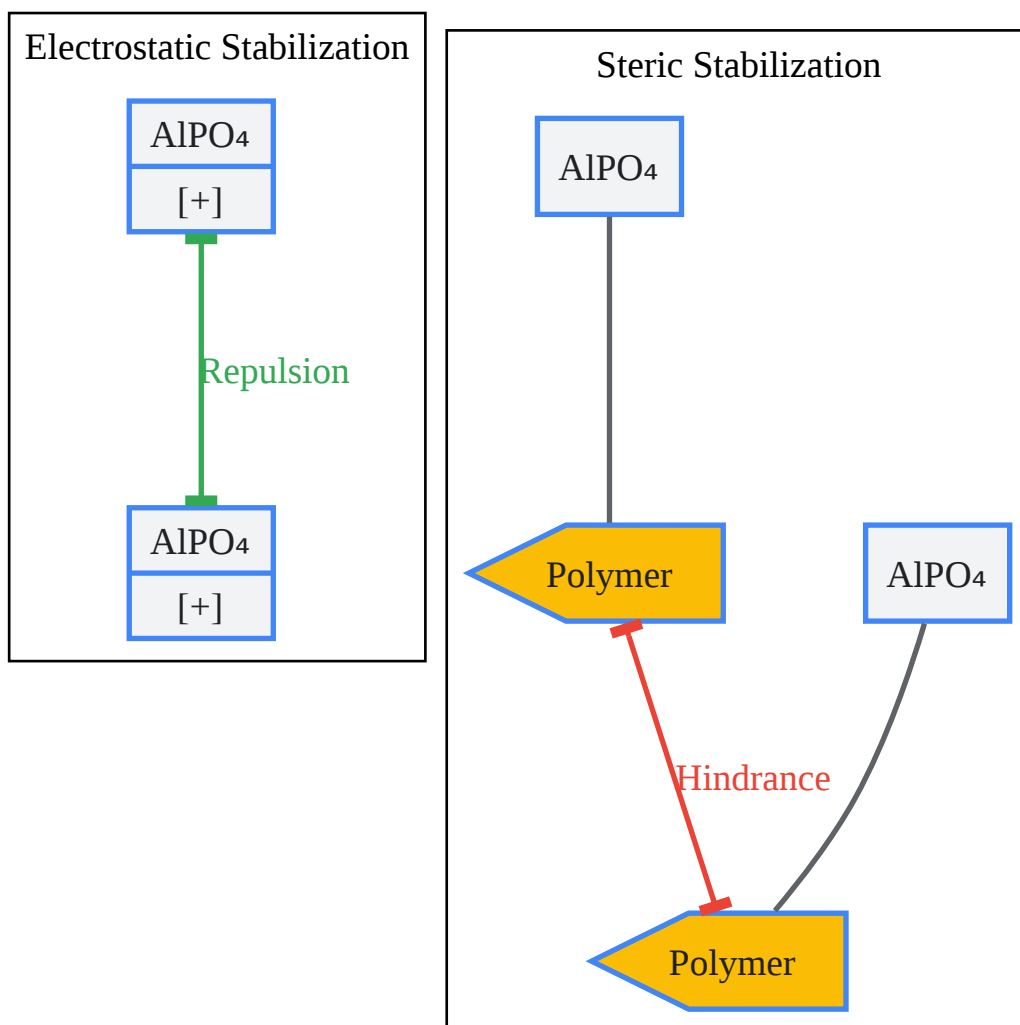 Electrostatic Stabilization
AlPO₄
[+]
Repulsion
AlPO₄
[+]
Steric Stabilization
AlPO₄
Polymer
AlPO₄
Hindrance
Polymer